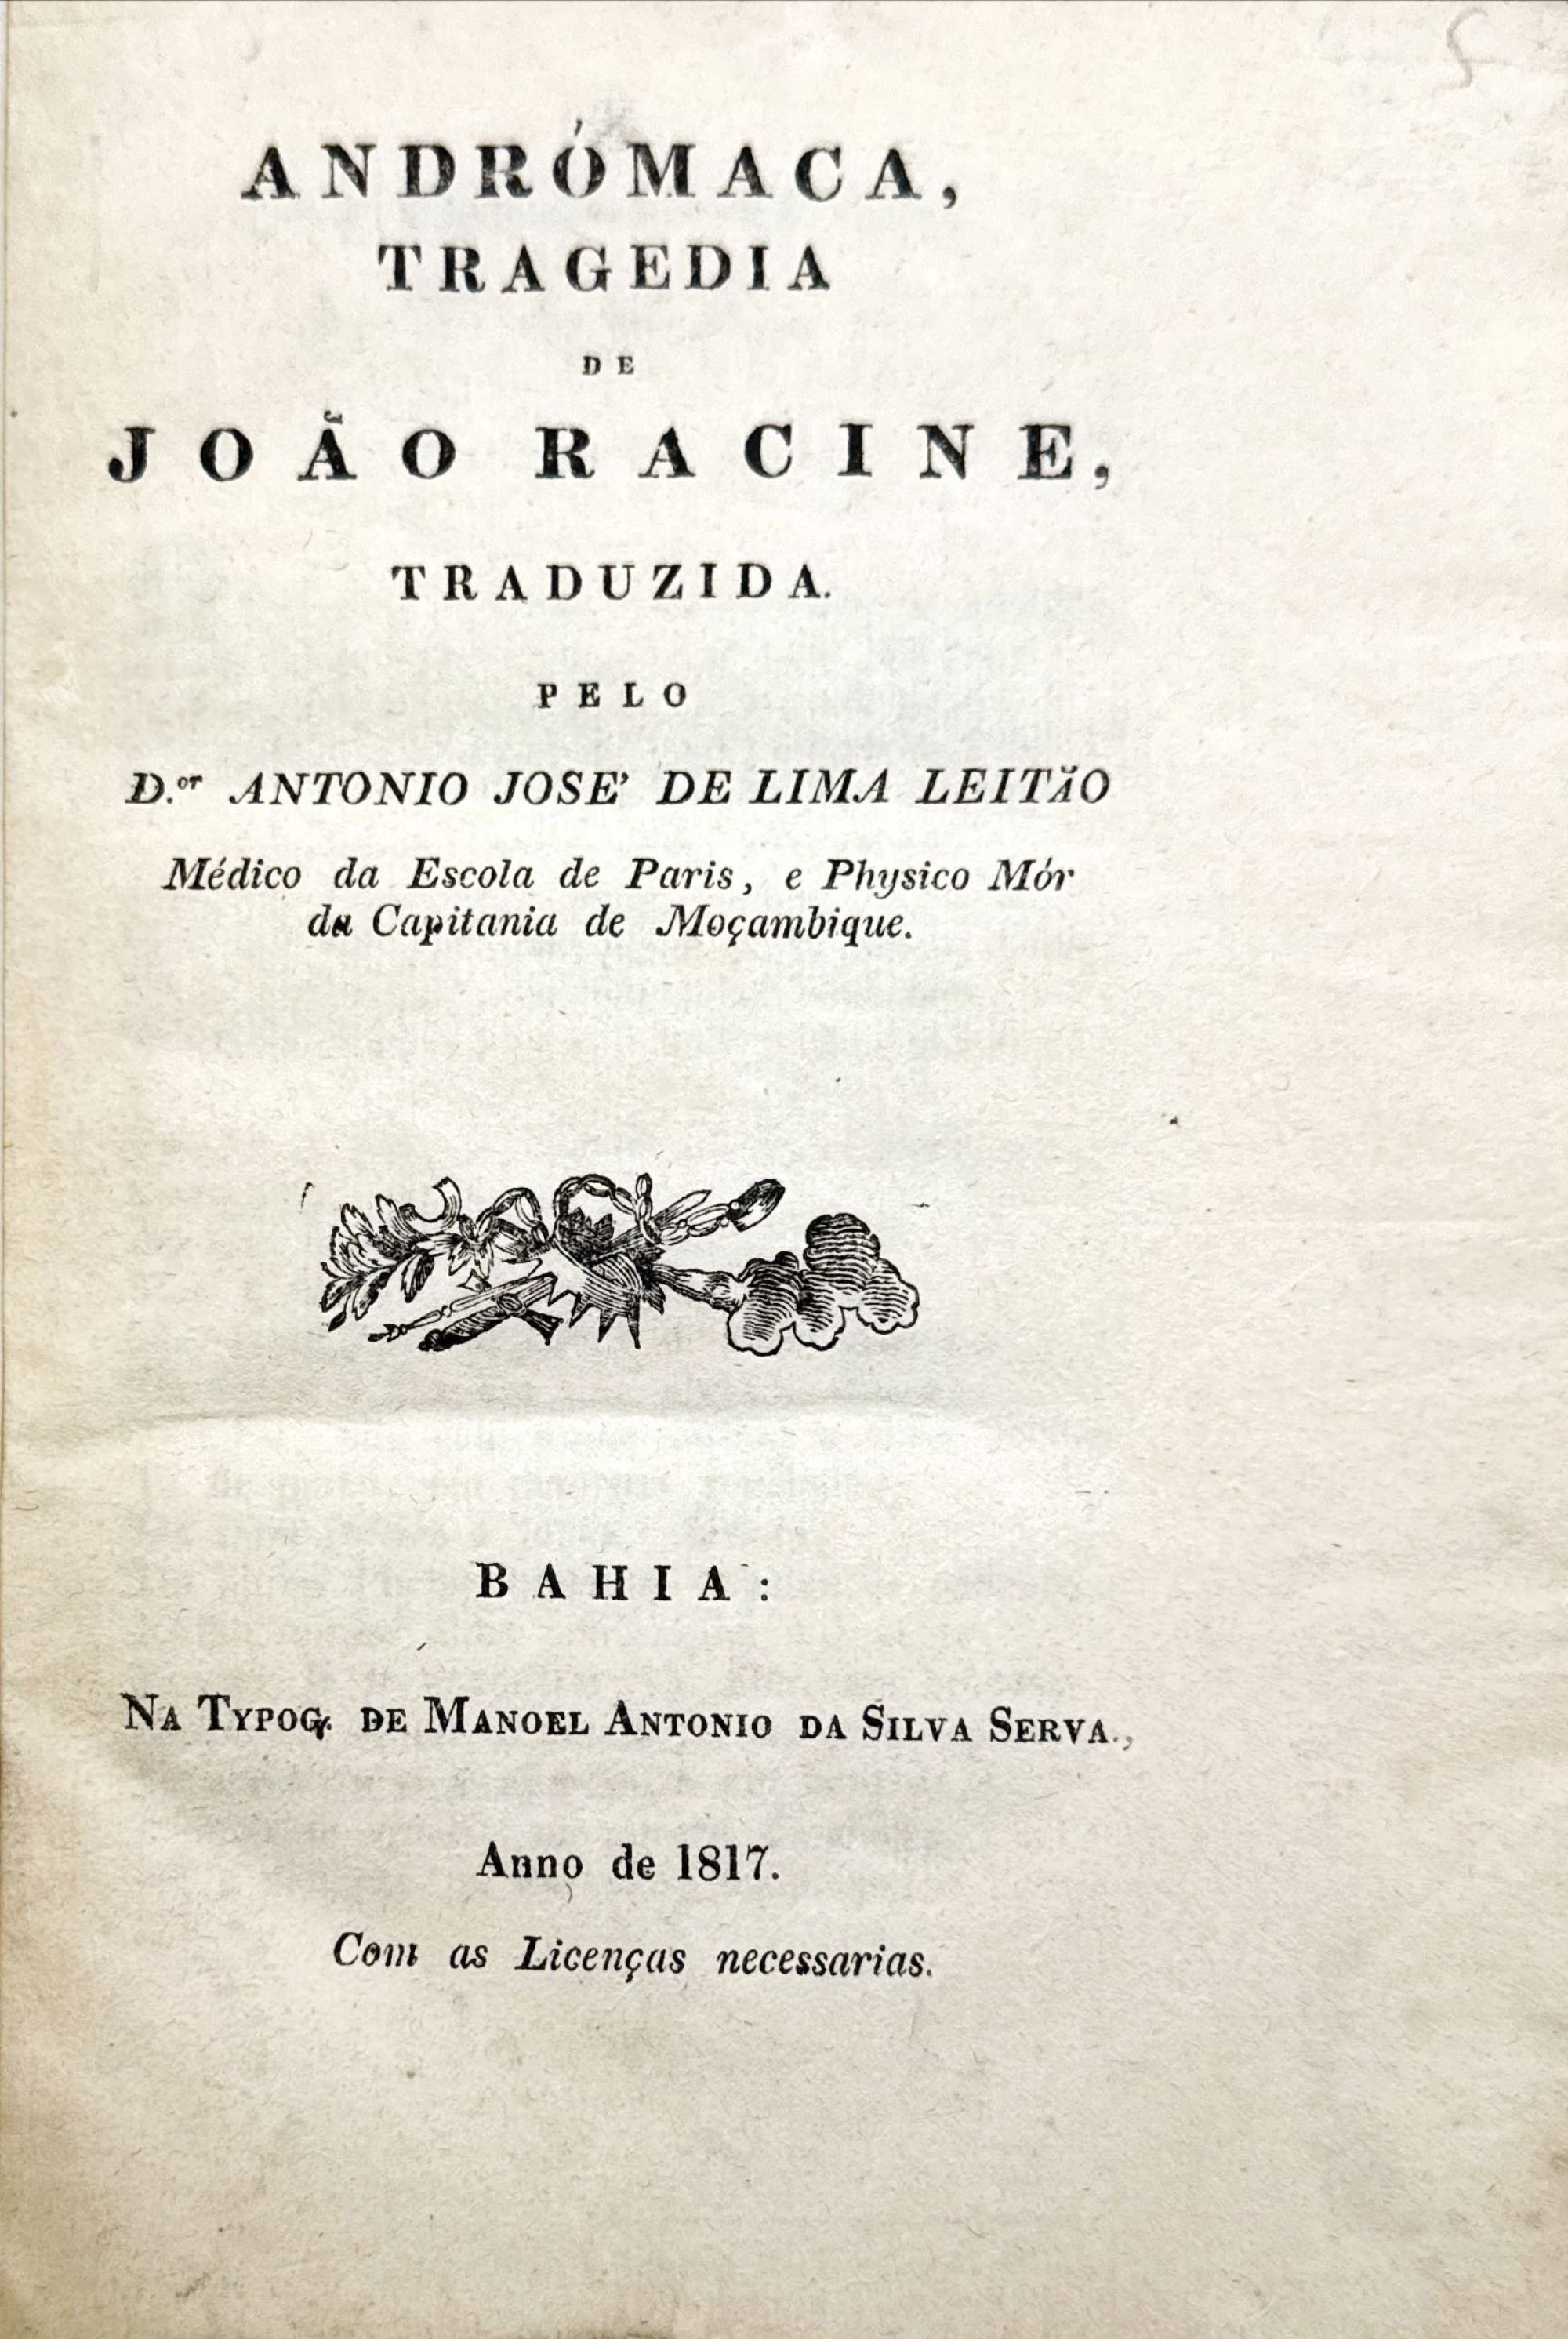 ANDRÓMACA,
TRAGEDIA
DE
JOÃO RACINE,
TRADUZIDA.
PELO
D.or ANTONIO JOSE' DE LIMA LEITÃO
Médico da Escola de Paris, e Physico Mór
da Capitania de Moçambique.
BAHIA:
NA TYPOG. DE MANOEL ANTONIO DA SILVA SERVA.,
Anno de 1817.
Com as Licenças necessarias.